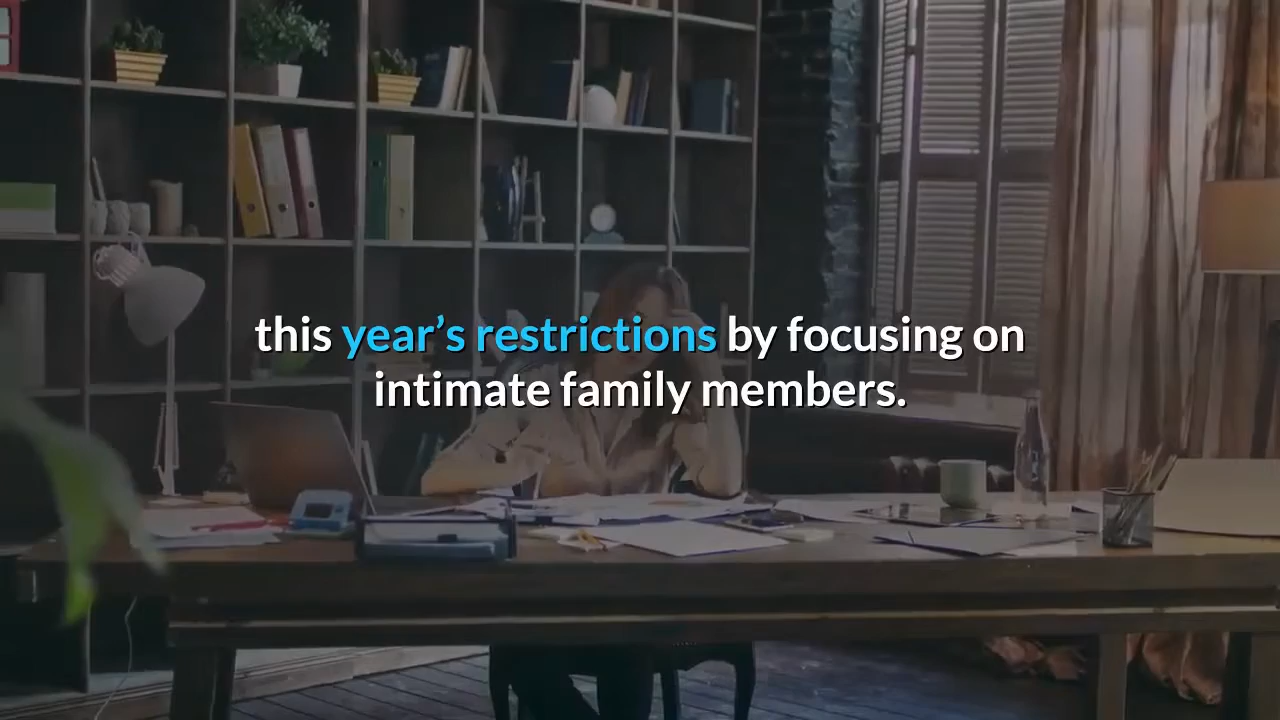 this year’s restrictions by focusing on
intimate family members.